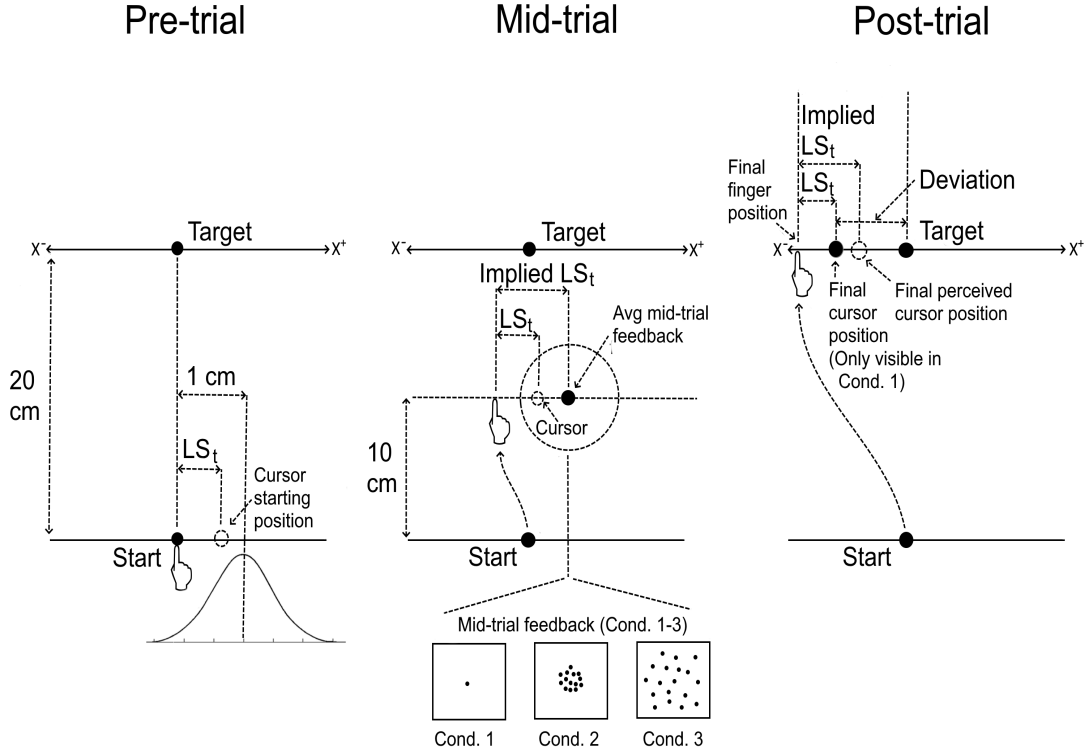 Pre-trial
Target
X-
X+
20
cm
1 cm
LSt
Cursor
starting
position
Start
Mid-trial
Target
X-
X+
Implied LSt
LSt
Avg mid-trial
feedback
Cursor
10
cm
Start
Mid-trial feedback (Cond. 1-3)
Cond. 1
Cond. 2
Cond. 3
Post-trial
Implied
LSt
LSt
Final
finger
position
Deviation
Target
X-
X+
Final
cursor
position
(Only visible in
Cond. 1)
Final perceived
cursor position
Start